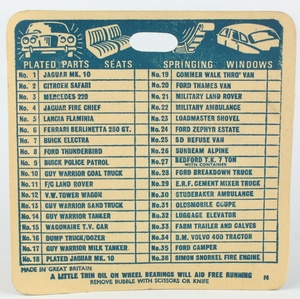 PLATED PARTS SEATS SPRINGING WINDOWS
No. 1 JAGUAR MK. 10
No. 2 CITROEN SAFARI
No. 3 MERCEDES 220
No. 4 JAGUAR FIRE CHIEF
No. 5 LANCIA FLAMINIA
No. 6 FERRARI BERLINETTA 250 GT.
No. 7 BUICK ELECTRA
No. 8 FORD THUNDERBIRD
No. 9 BUICK POLICE PATROL
No. 10 GUY WARRIOR COAL TRUCK
No. 11 F/C LAND ROVER
No. 12 V.W. TOWER WAGON
No. 13 GUY WARRIOR SAND TRUCK
No. 14 GUY WARRIOR TANKER
No. 15 WAGONAIRE T.V. CAR
No. 16 DUMP TRUCK/DOZER
No. 17 GUY WARRIOR MILK TANKER
No. 18 PLATED JAGUAR MK. 10
No. 19 COMMER WALK THRO' VAN
No. 20 FORD THAMES VAN
No. 21 MILITARY LAND ROVER
No. 22 MILITARY AMBULANCE
No. 23 LOADMASTER SHOVEL
No. 24 FORD ZEPHYR ESTATE
No. 25 SD REFUSE VAN
No. 26 SUNBEAM ALPINE
No. 27 BEDFORD T.K. 7 TON
WITH CONTAINER
No. 28 FORD BREAKDOWN TRUCK
No. 29 E.R.F. CEMENT MIXER TRUCK
No. 30 STUDEBAKER AMBULANCE
No. 31 OLDSMOBILE COUPE
No. 32 LUGGAGE ELEVATOR
No. 33 FARM TRAILER AND CALVES
No. 34 B.M. VOLVO 400 TRACTOR
No. 35 FORD CAMPER
No. 36 SIMON SNORKEL FIRE ENGINE
MADE IN GREAT BRITAIN
A LITTLE THIN OIL ON WHEEL BEARINGS WILL AID FREE RUNNING
REMOVE BUBBLE WITH SCISSORS OR KNIFE